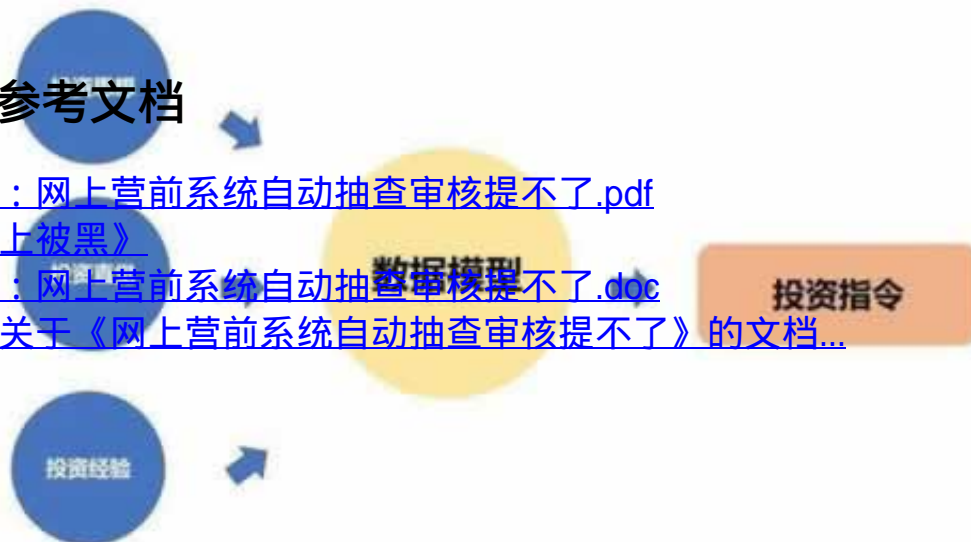 参考文档
：网上营前系统自动抽查审核提不了.pdf
上被黑》
：网上营前系统自动抽查审核提不了.doc
数据模型
投资指令
关于《网上营前系统自动抽查审核提不了》的文档...
投资经验